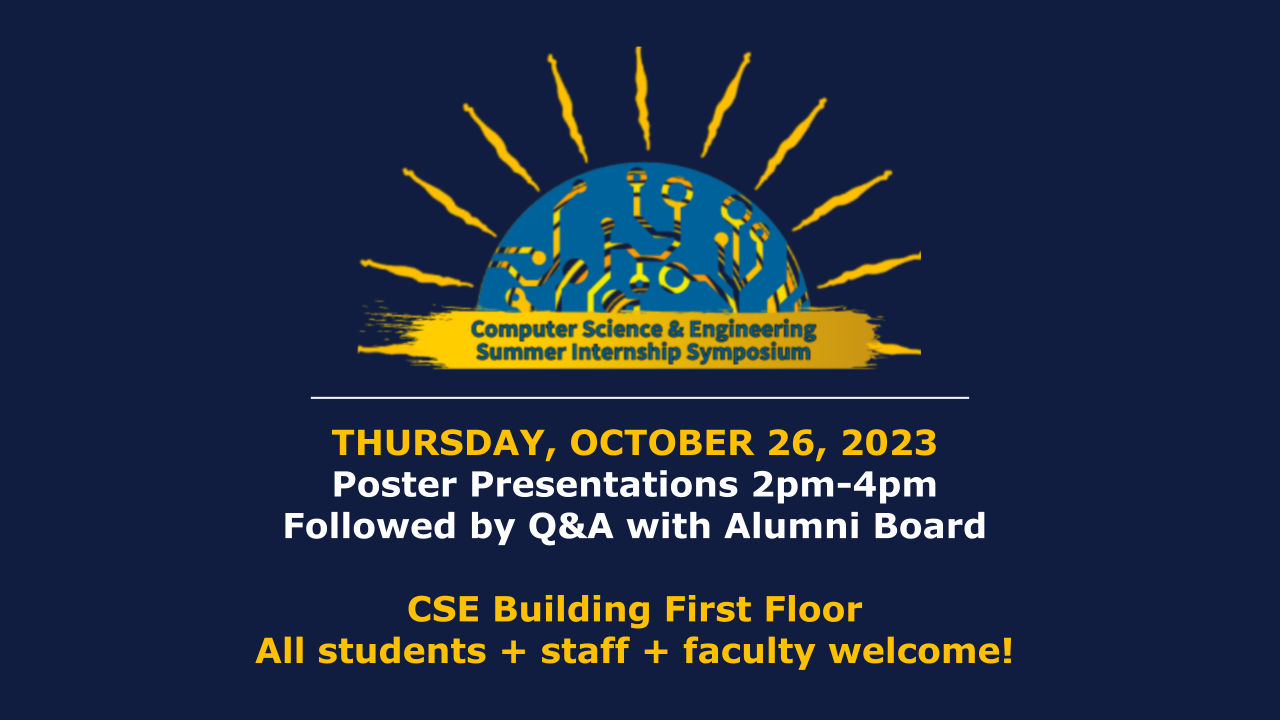 Computer Science & Engineering
Summer Internship Symposium
THURSDAY, OCTOBER 26, 2023
Poster Presentations 2pm-4pm
Followed by Q&A with Alumni Board
CSE Building First Floor
All students + staff + faculty welcome!